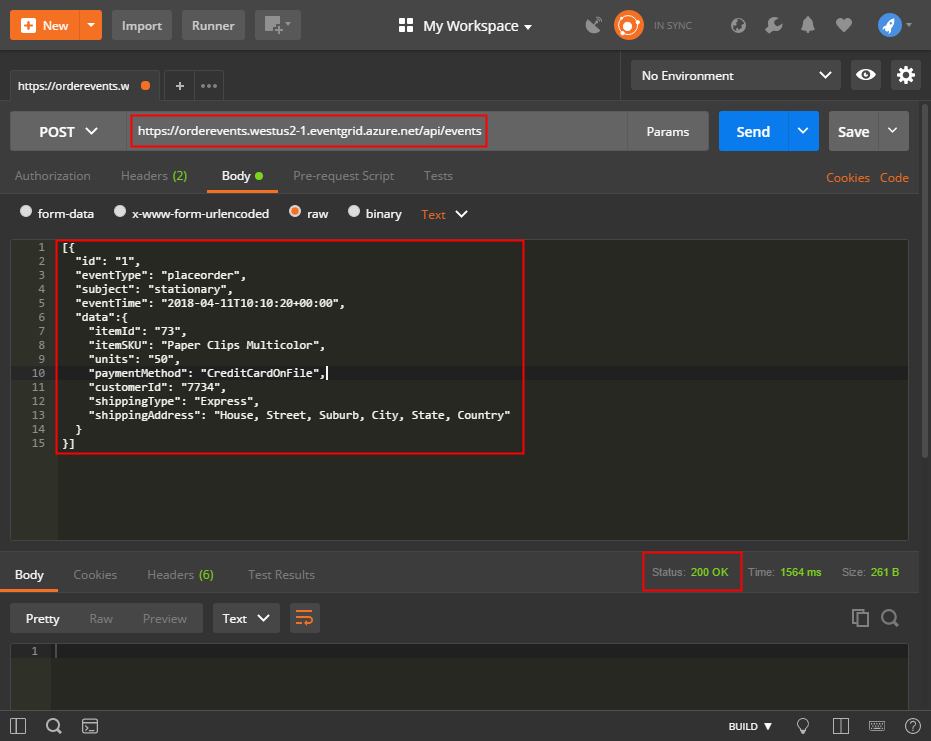 New Import Runner My Workspace IN SYNC
https://orderevents.w + ••• No Environment
POST https://orderevents.westus2-1.eventgrid.azure.net/api/events Params Send Save
Authorization Headers (2) Body Pre-request Script Tests Cookies Code
form-data x-www-form-urlencoded raw binary Text
1 [{
2 "id": "1",
3 "eventType": "placeorder",
4 "subject": "stationary",
5 "eventTime": "2018-04-11T10:10:20+00:00",
6 "data":{
7 "itemId": "73",
8 "itemSKU": "Paper Clips Multicolor",
9 "units": "50",
10 "paymentMethod": "CreditCardOnFile",
11 "customerId": "7734",
12 "shippingType": "Express",
13 "shippingAddress": "House, Street, Suburb, City, State, Country"
14 }
15 }]
Body Cookies Headers (6) Test Results Status: 200 OK Time: 1564 ms Size: 261 B
Pretty Raw Preview Text
1
BUILD